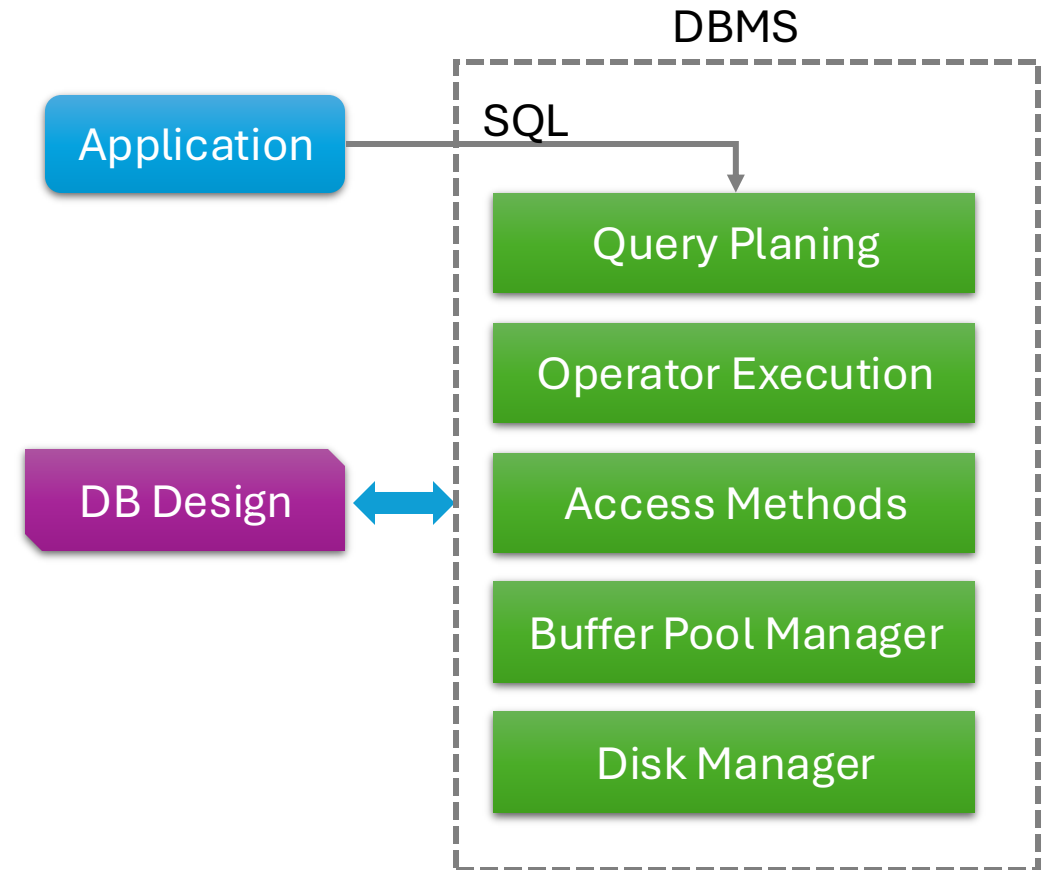 DBMS
SQL
Application
Query Planing
Operator Execution
DB Design
Access Methods
Buffer Pool Manager
Disk Manager